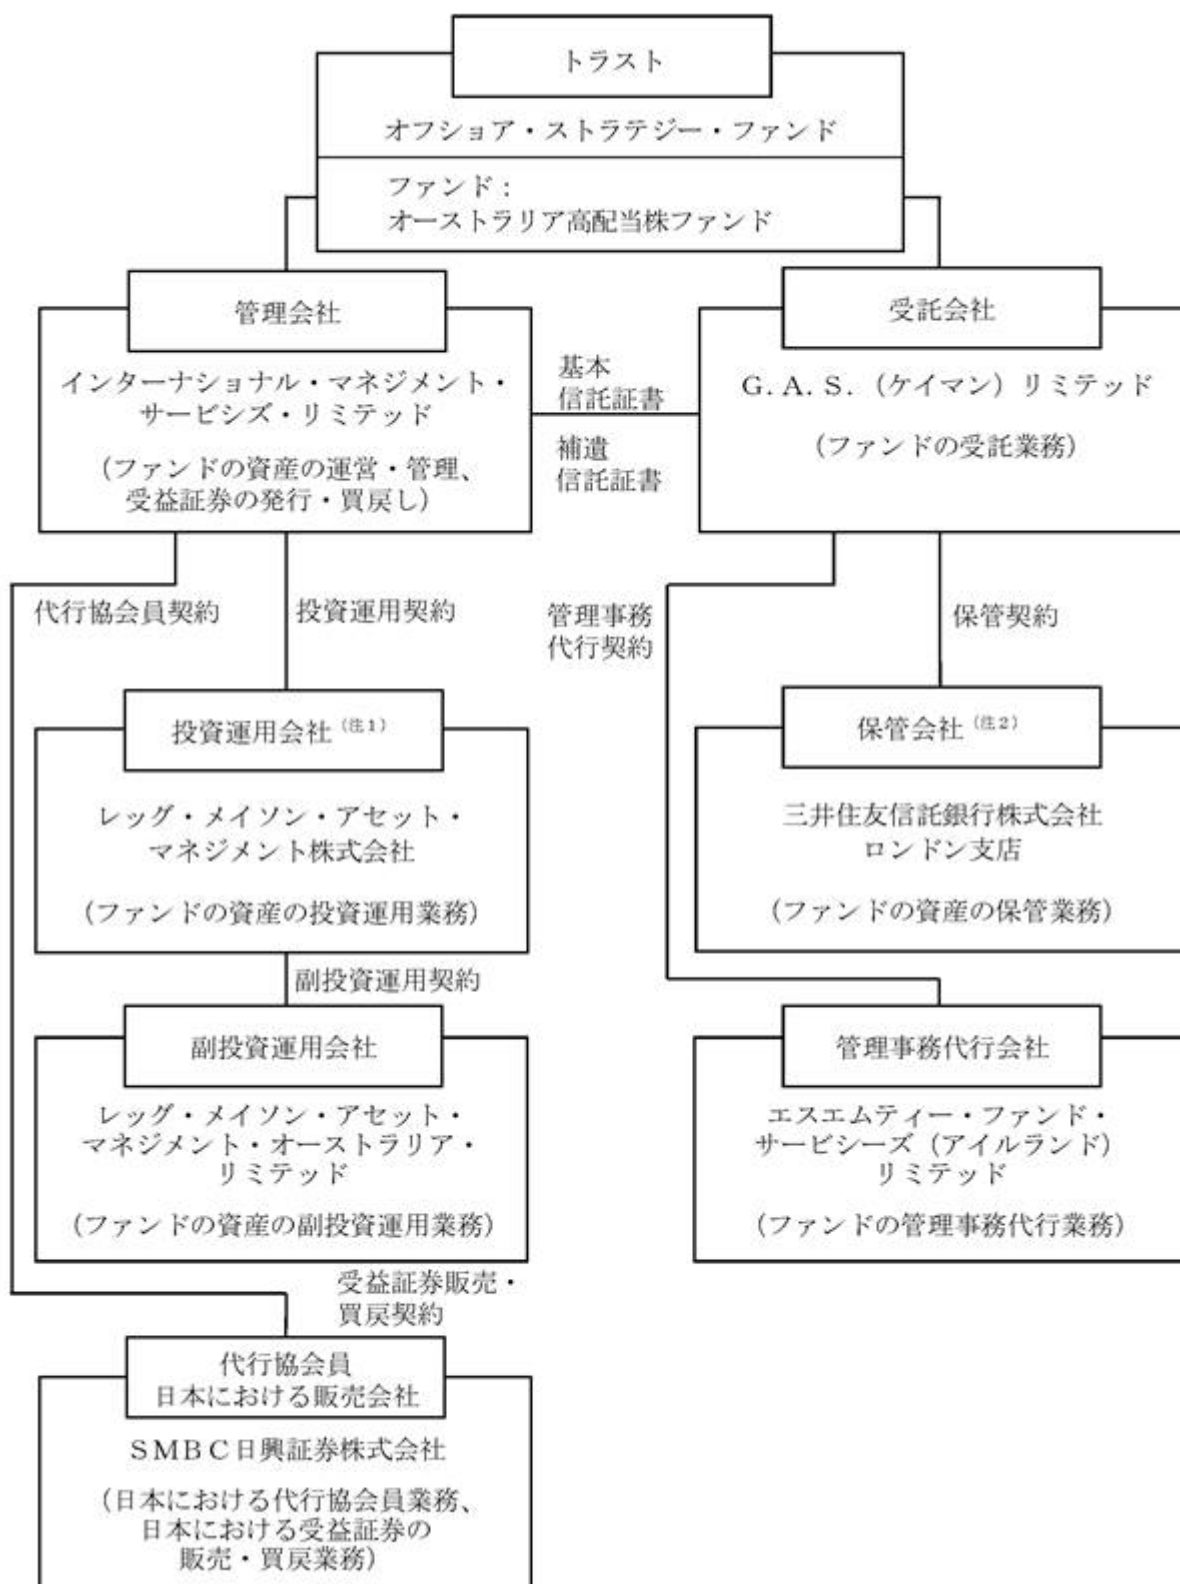 トラスト
オフショア・ストラテジー・ファンド
ファンド：
オーストラリア高配当株ファンド
管理会社
インターナショナル・マネジメント・
サービシズ・リミテッド
（ファンドの資産の運営・管理、
受益証券の発行・買戻し）
基本
信託証書
補遺
信託証書
受託会社
Ｇ．Ａ．Ｓ．（ケイマン）リミテッド
（ファンドの受託業務）
代行協会員契約
投資運用契約
管理事務
代行契約
保管契約
投資運用会社（注１）
レッグ・メイソン・アセット・
マネジメント株式会社
（ファンドの資産の投資運用業務）
保管会社（注２）
三井住友信託銀行株式会社
ロンドン支店
（ファンドの資産の保管業務）
副投資運用契約
副投資運用会社
レッグ・メイソン・アセット・
マネジメント・オーストラリア・
リミテッド
（ファンドの資産の副投資運用業務）
管理事務代行会社
エスエムティー・ファンド・
サービシーズ（アイルランド）
リミテッド
（ファンドの管理事務代行業務）
受益証券販売・
買戻契約
代行協会員
日本における販売会社
ＳＭＢＣ日興証券株式会社
（日本における代行協会員業務、
日本における受益証券の
販売・買戻業務）